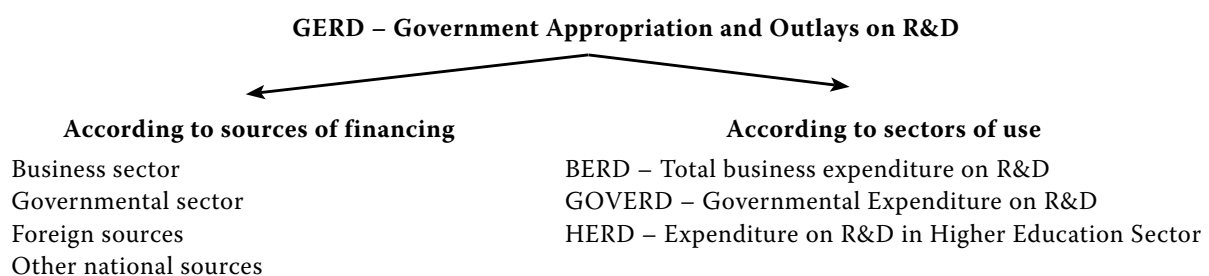 GERD – Government Appropriation and Outlays on R&D
According to sources of financing
Business sector
Governmental sector
Foreign sources
Other national sources
According to sectors of use
BERD – Total business expenditure on R&D
GOVERD – Governmental Expenditure on R&D
HERD – Expenditure on R&D in Higher Education Sector